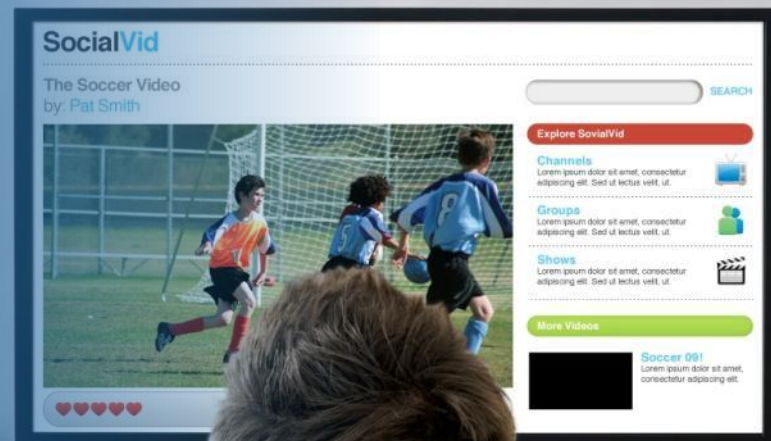 SocialVid
The Soccer Video
by: Pat Smith
SEARCH
Explore SovialVid
Channels
Lorem ipsum dolor sit amet, consectetur
adipiscing elit. Sed ut lectus velit, ut.
Groups
Lorem ipsum dolor sit amet, consectetur
adipiscing elit. Sed ut lectus velit, ut.
Shows
Lorem ipsum dolor sit amet, consectetur
adipiscing elit. Sed ut lectus velit, ut.
More Videos
Soccer 09!
Lorem ipsum dolor sit amet,
consectetur adipiscing elit.
5
8